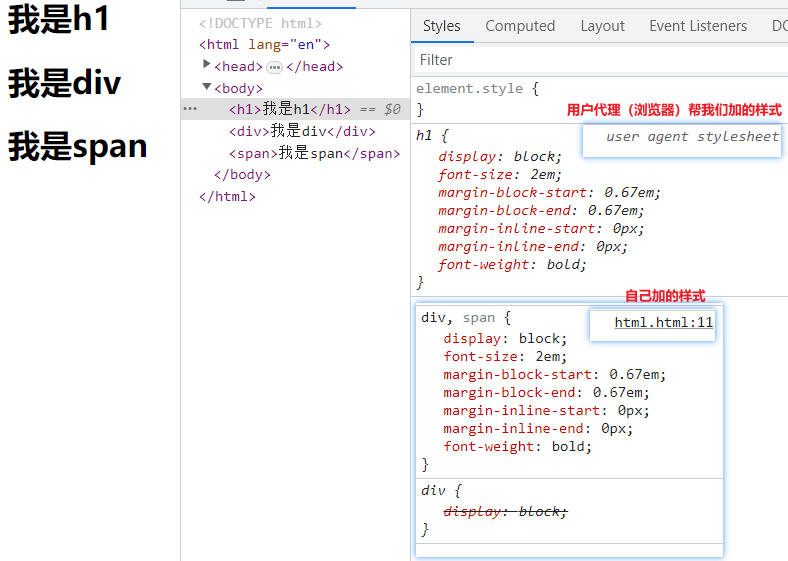 我是h1
我是div
我是span
<!DOCTYPE html>
<html lang="en">
<head>…</head>
<body>
<h1>我是h1</h1> == $0
<div>我是div</div>
<span>我是span</span>
</body>
</html>
Styles Computed Layout Event Listeners DO
Filter
element.style {
}
用户代理（浏览器）帮我们加的样式
h1 { user agent stylesheet
display: block;
font-size: 2em;
margin-block-start: 0.67em;
margin-block-end: 0.67em;
margin-inline-start: 0px;
margin-inline-end: 0px;
font-weight: bold;
}
自己加的样式
div, span { html.html:11
display: block;
font-size: 2em;
margin-block-start: 0.67em;
margin-block-end: 0.67em;
margin-inline-start: 0px;
margin-inline-end: 0px;
font-weight: bold;
}
div {
display: block;
}